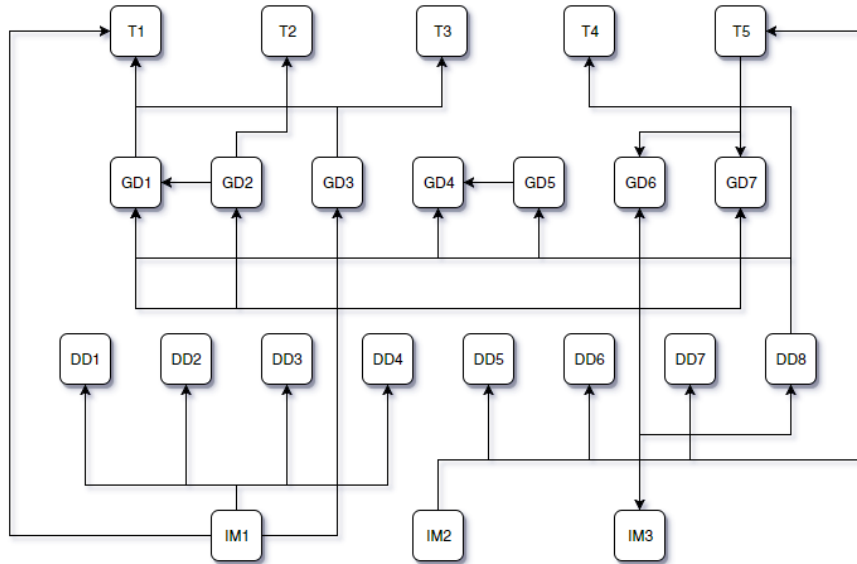 T1 T2 T3 T4 T5
GD1 GD2 GD3 GD4 GD5 GD6 GD7
DD1 DD2 DD3 DD4 DD5 DD6 DD7 DD8
IM1 IM2 IM3